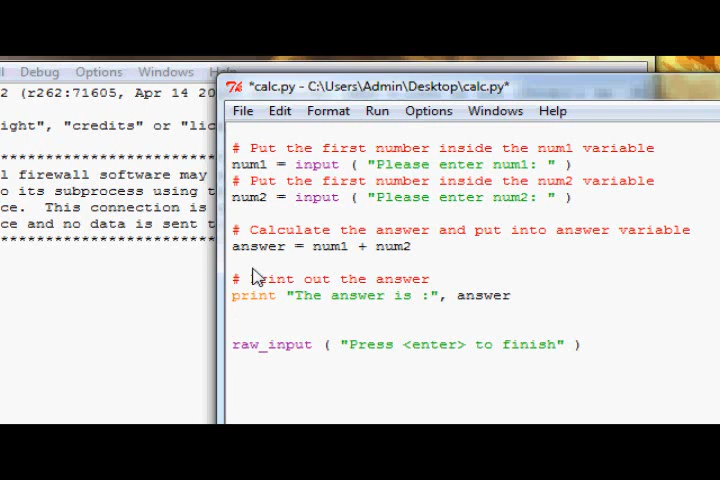 Debug Options Windows Help
2 (r262:71605, Apr 14 20
ight", "credits" or "lic
****************************
l firewall software may
o its subprocess using t
ce. This connection is
ce and no data is sent t
****************************
*calc.py - C:\Users\Admin\Desktop\calc.py*
File Edit Format Run Options Windows Help
# Put the first number inside the num1 variable
num1 = input ( "Please enter num1: " )
# Put the first number inside the num2 variable
num2 = input ( "Please enter num2: " )
# Calculate the answer and put into answer variable
answer = num1 + num2
# Print out the answer
print "The answer is :", answer
raw_input ( "Press <enter> to finish" )